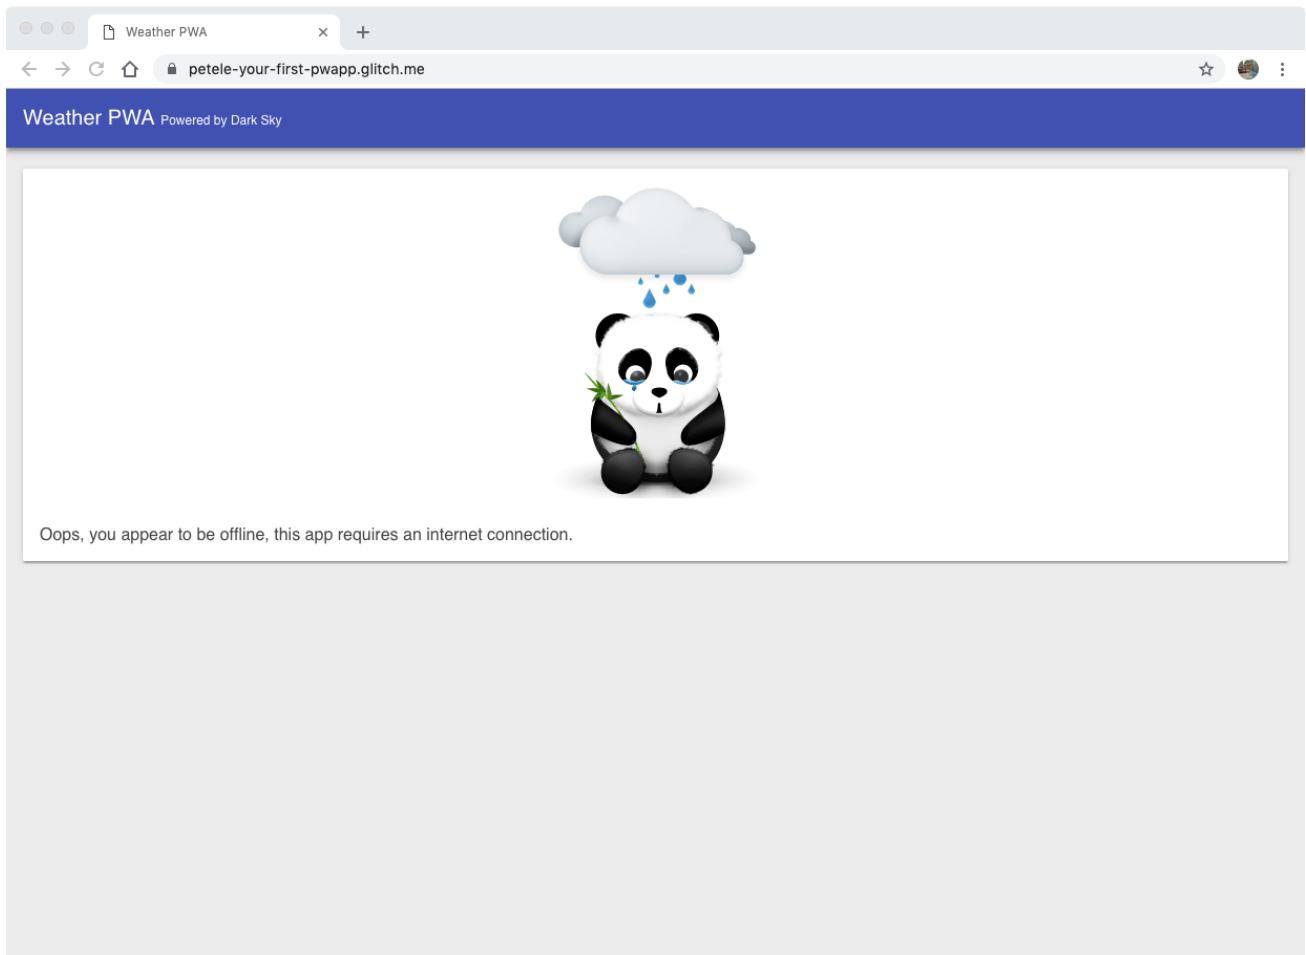 Weather PWA
petele-your-first-pwapp.glitch.me
Weather PWA Powered by Dark Sky
Oops, you appear to be offline, this app requires an internet connection.